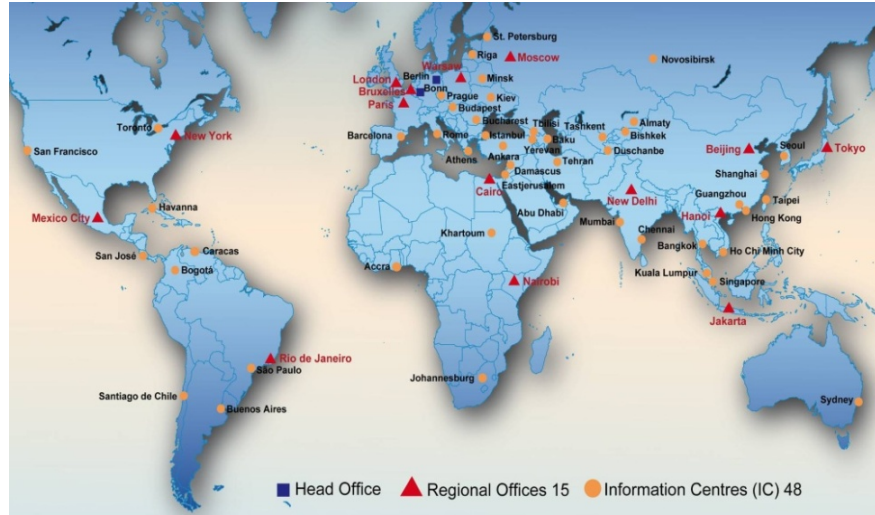 St. Petersburg
Riga
Moscow
Novosibirsk
Warsaw
London
Berlin
Minsk
Bruxelles
Bonn
Prague
Kiev
Paris
Budapest
Bucharest
Tbilisi
Tashkent
Almaty
Toronto
New York
Barcelona
Rome
Istanbul
Baku
Bishkek
San Francisco
Yerevan
Duschanbe
Beijing
Seoul
Tokyo
Athens
Ankara
Tehran
Damascus
Shanghai
Cairo
Eastjerusalem
New Delhi
Guangzhou
Taipei
Havanna
Abu Dhabi
Mexico City
Mumbai
Hanoi
Hong Kong
Khartoum
Chennai
Bangkok
San José
Caracas
Ho Chi Minh City
Accra
Bogotá
Kuala Lumpur
Nairobi
Singapore
Jakarta
Rio de Janeiro
São Paulo
Johannesburg
Santiago de Chile
Sydney
Buenos Aires
Head Office
Regional Offices 15
Information Centres (IC) 48